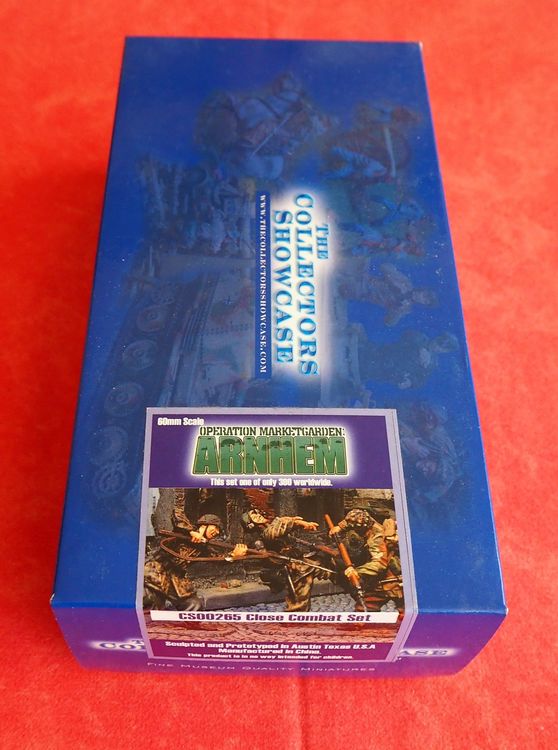 THE
COLLECTORS
SHOWCASE
WWW.THECOLLECTORSSHOWCASE.COM
60mm Scale
OPERATION MARKETGARDEN:
ARNHEM
This set one of only 300 worldwide.
CS00265 Close Combat Set
Sculpted and Prototyped in Austin Texas U.S.A
Manufactured in China.
This product is in no way intended for children.
FINE MUSEUM QUALITY MINIATURES